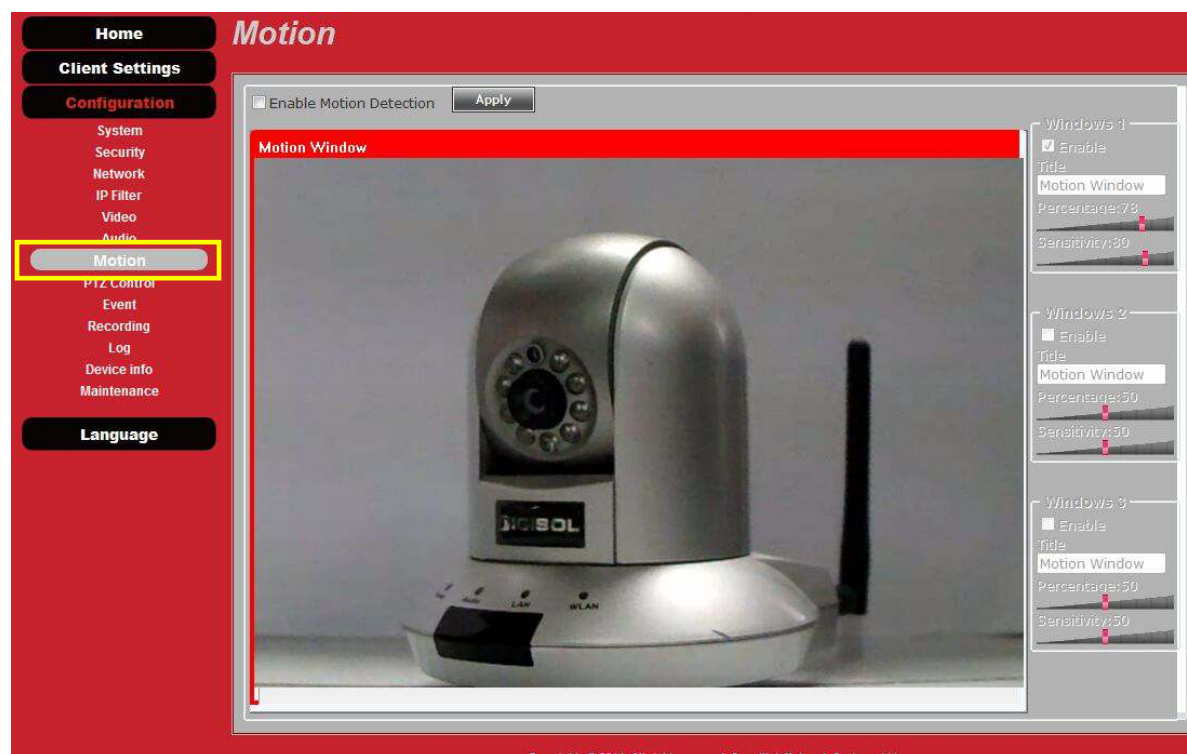 Home
Client Settings
Configuration
System
Security
Network
IP Filter
Video
Audio
Motion
PTZ Control
Event
Recording
Log
Device info
Maintenance
Language
Motion
Enable Motion Detection
Apply
Motion Window
DIGISOL
Audio
LAN
WLAN
Windows 1
Enable
Title
Motion Window
Percentage:78
Sensitivity:80
Windows 2
Enable
Title
Motion Window
Percentage:50
Sensitivity:50
Windows 3
Enable
Title
Motion Window
Percentage:50
Sensitivity:50